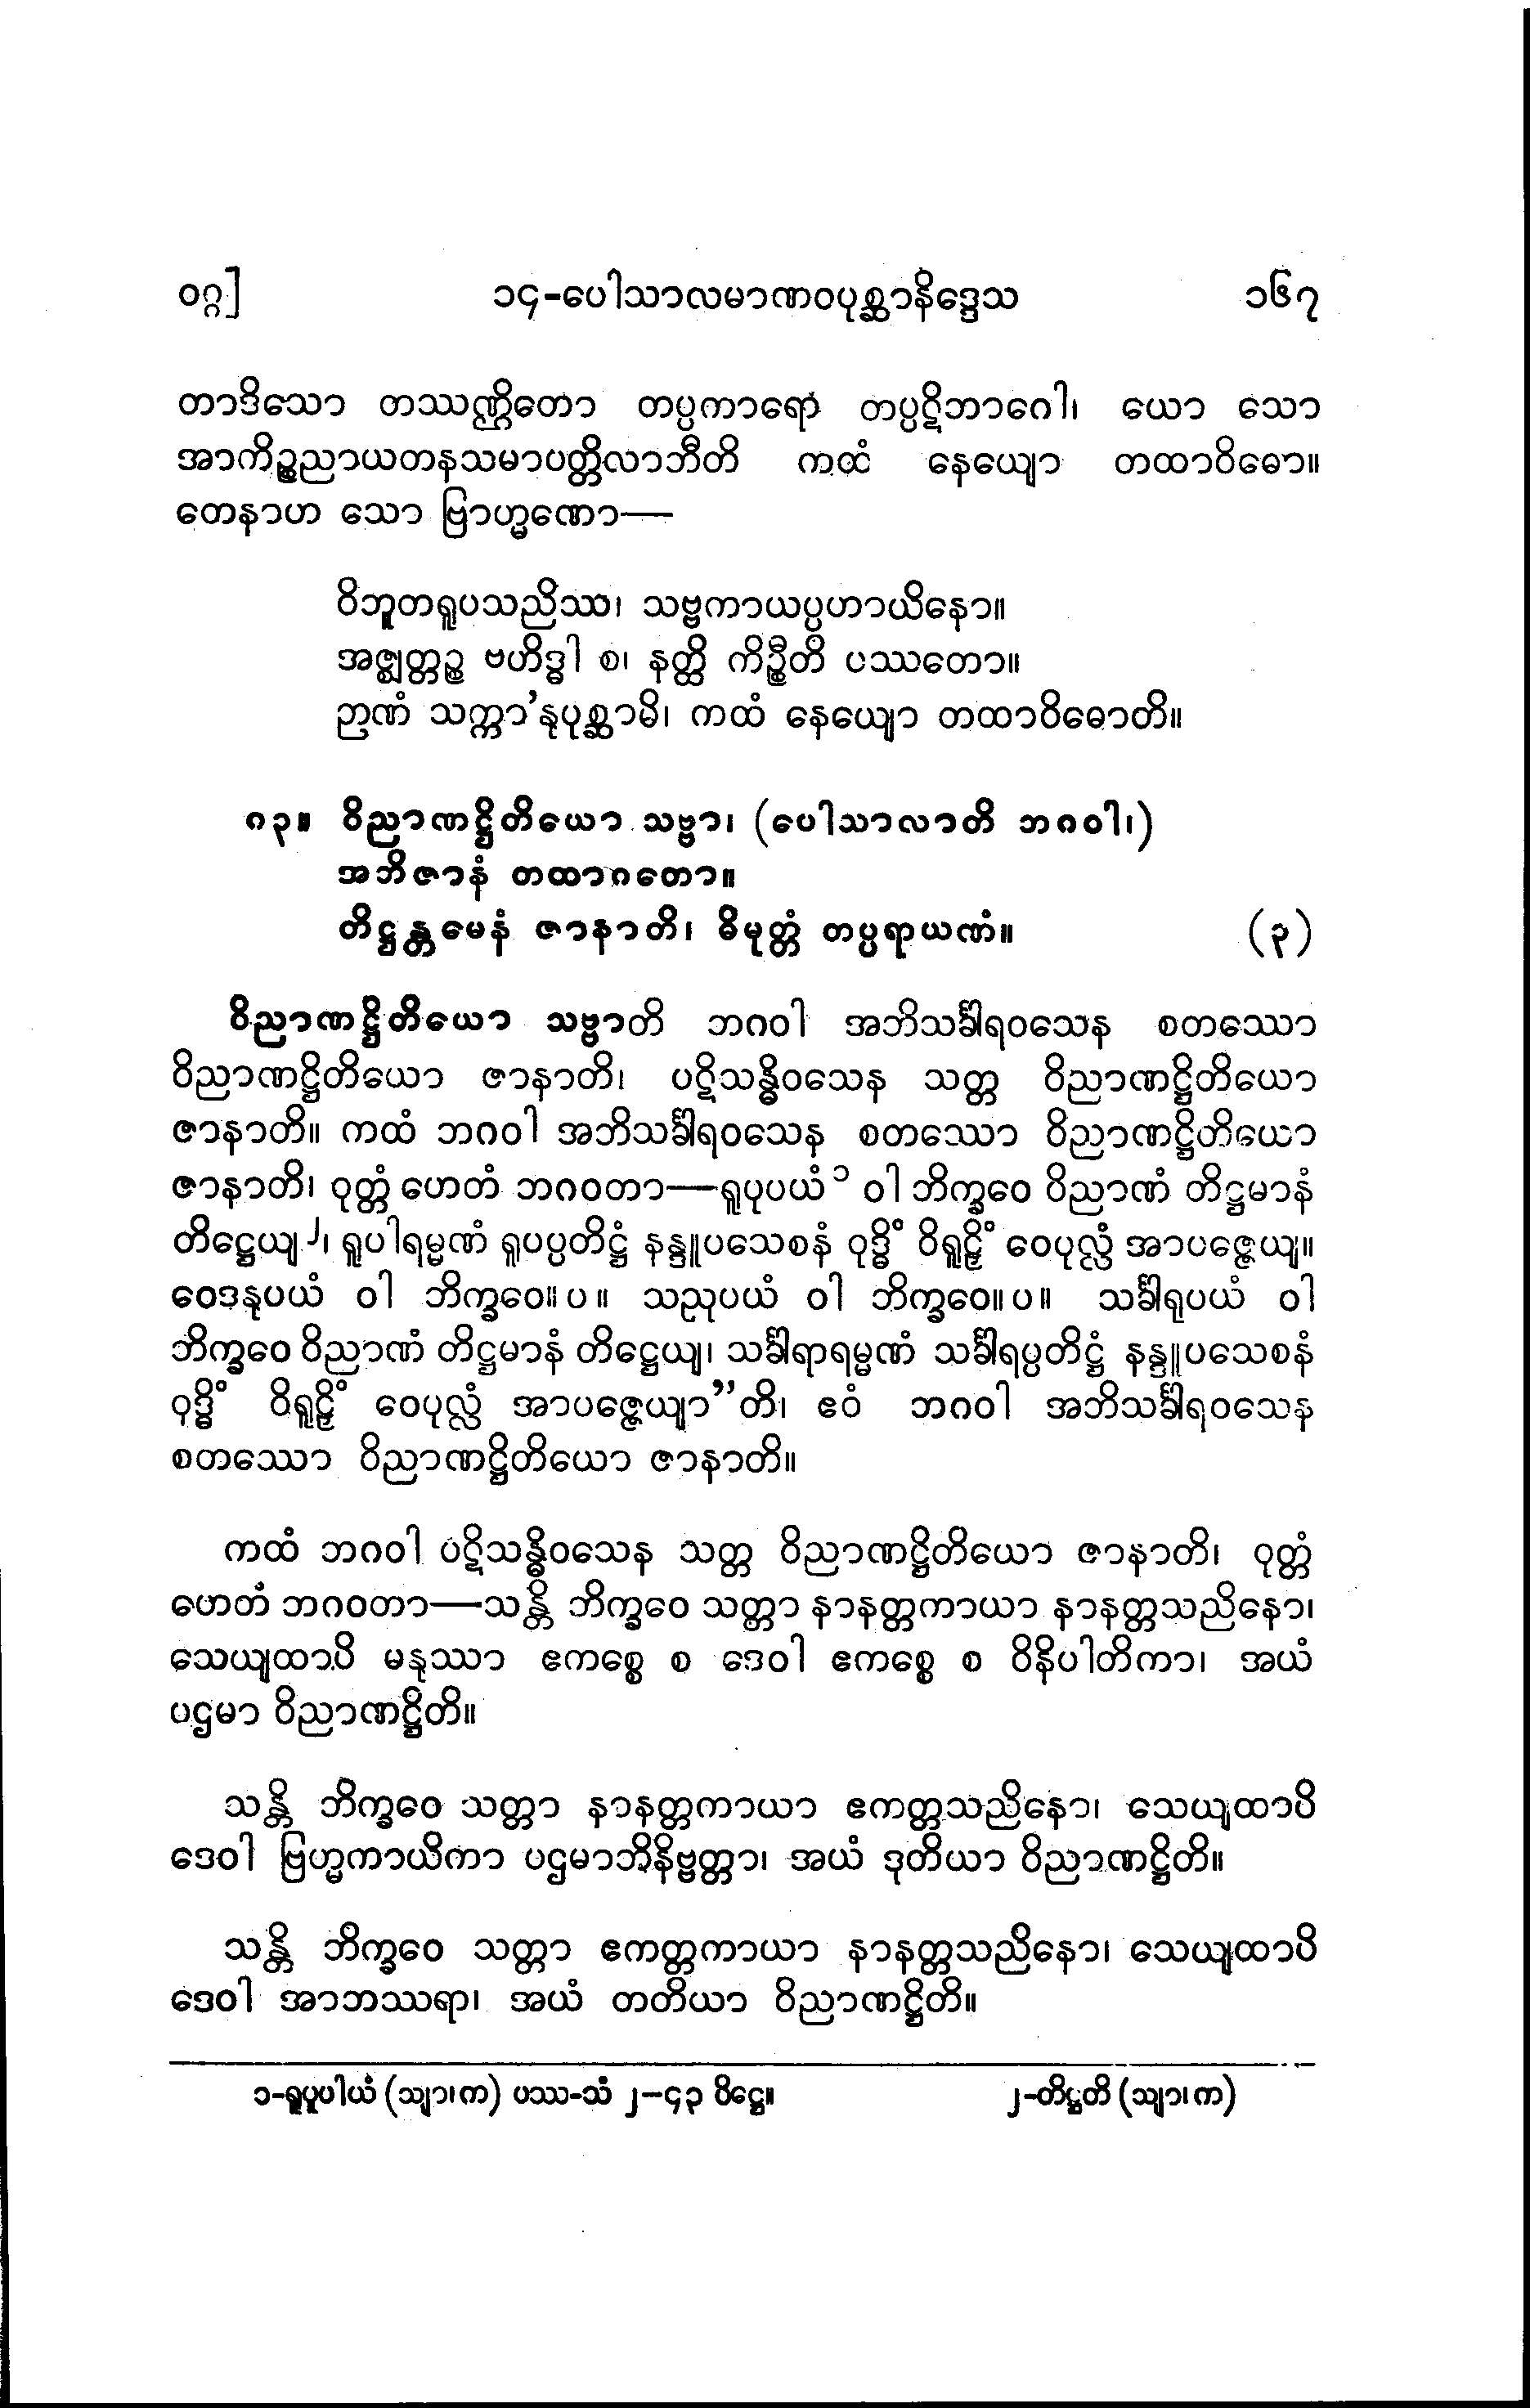 ဝဂ္ဂ]
၁၄-ပေါသာလမာဏဝပုစ္ဆာနိဒ္ဒေသ
၁၆၇
တာဒိသော တဿဏ္ဌိတော တပ္ပကာရော တပ္ပဋိဘာဂေါ၊ ယော သော
အာကိဉ္စညာယတနသမာပတ္တိလာဘီတိ ကထံ နေယျော တထာဝိဓော။
တေနာဟ သော ဗြာဟ္မဏော—
ဝိဘူတရူပသညိဿ၊ သဗ္ဗကာယပ္ပဟာယိနော။
အဇ္ဈတ္တဉ္စ ဗဟိဒ္ဓါ စ၊ နတ္ထိ ကိဉ္စီတိ ပဿတော။
ဉာဏံ သက္ကာ’နုပုစ္ဆာမိ၊ ကထံ နေယျော တထာဝိဓောတိ။
၈၃။ ဝိညာဏဋ္ဌိတိယော သဗ္ဗာ၊ (ပေါသာလာတိ ဘဂဝါ၊)
အဘိဇာနံ တထာဂတော။
တိဋ္ဌန္တမေနံ ဇာနာတိ၊ ဓိမုတ္တံ တပ္ပရာယဏံ။ (၃)
ဝိညာဏဋ္ဌိတိယော သဗ္ဗာတိ ဘဂဝါ အဘိသင်္ခါရဝသေန စတဿော
ဝိညာဏဋ္ဌိတိယော ဇာနာတိ၊ ပဋိသန္ဓိဝသေန သတ္တ ဝိညာဏဋ္ဌိတိယော
ဇာနာတိ။ ကထံ ဘဂဝါ အဘိသင်္ခါရဝသေန စတဿော ဝိညာဏဋ္ဌိတိယော
ဇာနာတိ၊ ဝုတ္တံ ဟေတံ ဘဂဝတာ—ရူပုပယံ ၁ ဝါ ဘိက္ခဝေ ဝိညာဏံ တိဋ္ဌမာနံ
တိဋ္ဌေယျ ၂၊ ရူပါရမ္မဏံ ရူပပ္ပတိဋ္ဌံ နန္ဒူပသေစနံ ဝုဒ္ဓိံ ဝိရူဠှိံ ဝေပုလ္လံ အာပဇ္ဇေယျ။
ဝေဒနုပယံ ဝါ ဘိက္ခဝေ။ပ။ သညုပယံ ဝါ ဘိက္ခဝေ။ပ။ သင်္ခါရုပယံ ဝါ
ဘိက္ခဝေ ဝိညာဏံ တိဋ္ဌမာနံ တိဋ္ဌေယျ၊ သင်္ခါရာရမ္မဏံ သင်္ခါရပ္ပတိဋ္ဌံ နန္ဒူပသေစနံ
ဝုဒ္ဓိံ ဝိရူဠှိံ ဝေပုလ္လံ အာပဇ္ဇေယျာ”တိ၊ ဧဝံ ဘဂဝါ အဘိသင်္ခါရဝသေန
စတဿော ဝိညာဏဋ္ဌိတိယော ဇာနာတိ။
ကထံ ဘဂဝါ ပဋိသန္ဓိဝသေန သတ္တ ဝိညာဏဋ္ဌိတိယော ဇာနာတိ၊ ဝုတ္တံ
ဟေတံ ဘဂဝတာ—သန္တိ ဘိက္ခဝေ သတ္တာ နာနတ္တကာယာ နာနတ္တသညိနော၊
သေယျထာပိ မနုဿာ ဧကစ္စေ စ ဒေဝါ ဧကစ္စေ စ ဝိနိပါတိကာ၊ အယံ
ပဌမာ ဝိညာဏဋ္ဌိတိ။
သန္တိ ဘိက္ခဝေ သတ္တာ နာနတ္တကာယာ ဧကတ္တသညိနော၊ သေယျထာပိ
ဒေဝါ ဗြဟ္မကာယိကာ ပဌမာဘိနိဗ္ဗတ္တာ၊ အယံ ဒုတိယာ ဝိညာဏဋ္ဌိတိ။
သန္တိ ဘိက္ခဝေ သတ္တာ ဧကတ္တကာယာ နာနတ္တသညိနော၊ သေယျထာပိ
ဒေဝါ အာဘဿရာ၊ အယံ တတိယာ ဝိညာဏဋ္ဌိတိ။
၁-ရူပူပါယံ (သျာ၊က) ပဿ-သံ ၂-၄၃ ပိဋ္ဌေ။ ၂-တိဋ္ဌတိ (သျာ၊က)